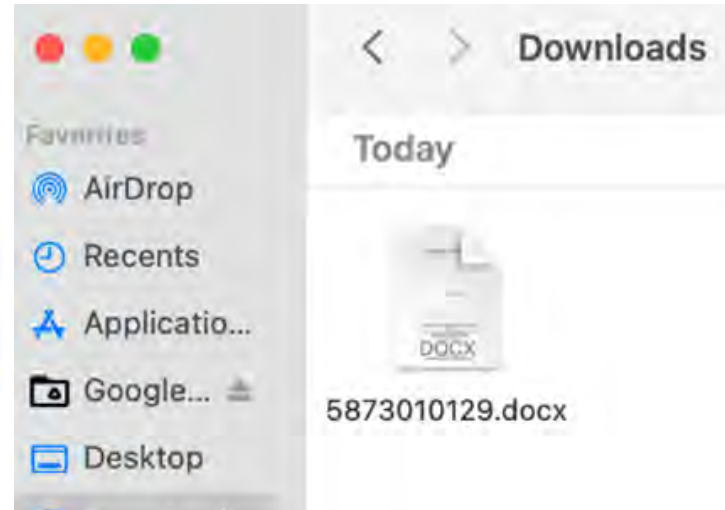 Downloads
Favorites
Today
AirDrop
Recents
Applicatio...
Google...
DOCX
5873010129.docx
Desktop